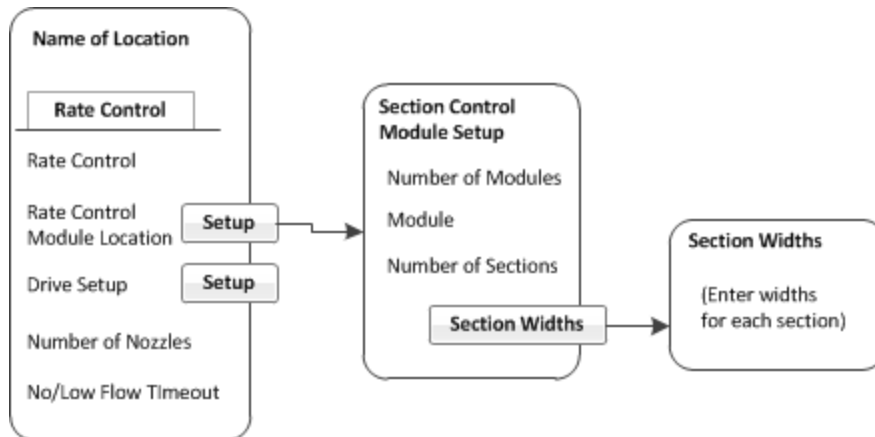 Name of Location
Rate Control
Rate Control
Rate Control
Module Location
Setup
Drive Setup
Setup
Number of Nozzles
No/Low Flow TImeout
Section Control
Module Setup
Number of Modules
Module
Number of Sections
Section Widths
Section Widths
(Enter widths
for each section)